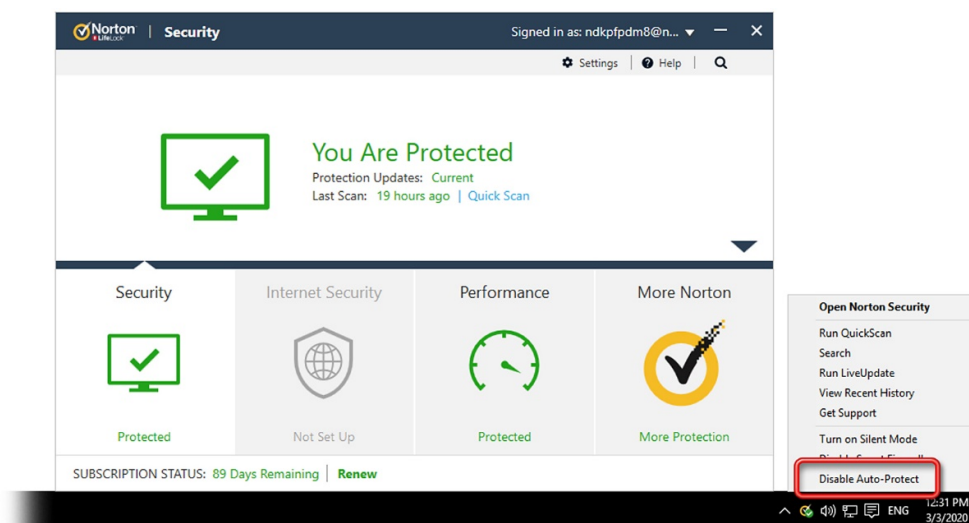 Norton | Security
LifeLock
Signed in as: ndkpfpdm8@n...
Settings | Help |
You Are Protected
Protection Updates: Current
Last Scan: 19 hours ago | Quick Scan
Security
Internet Security
Performance
More Norton
Protected
Not Set Up
Protected
More Protection
SUBSCRIPTION STATUS: 89 Days Remaining | Renew
Open Norton Security
Run QuickScan
Search
Run LiveUpdate
View Recent History
Get Support
Turn on Silent Mode
Disable Smart Firewall
Disable Auto-Protect
ENG
12:31 PM
3/3/2020